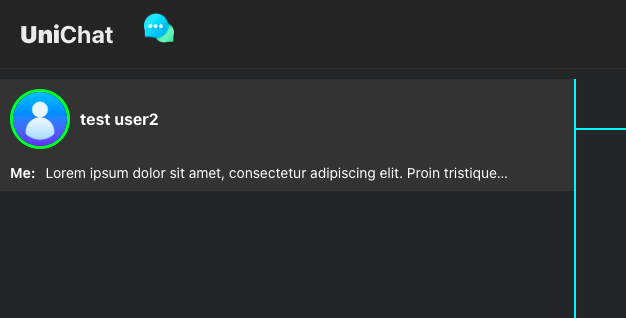 UniChat
test user2
Me: Lorem ipsum dolor sit amet, consectetur adipiscing elit. Proin tristique...